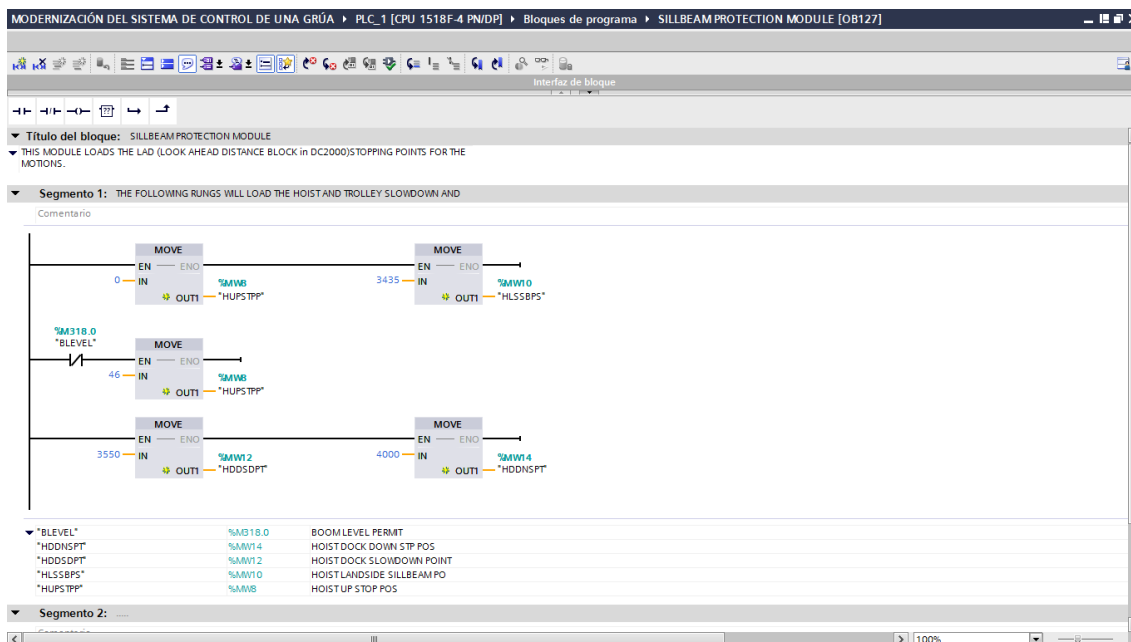 MODERNIZACIÓN DEL SISTEMA DE CONTROL DE UNA GRÚA ▸ PLC_1 [CPU 1518F-4 PN/DP] ▸ Bloques de programa ▸ SILLBEAM PROTECTION MODULE [OB127]
Interfaz de bloque
??
Título del bloque: SILLBEAM PROTECTION MODULE
THIS MODULE LOADS THE LAD (LOOK AHEAD DISTANCE BLOCK in DC2000)STOPPING POINTS FOR THE
MOTIONS.
Segmento 1: THE FOLLOWING RUNGS WILL LOAD THE HOIST AND TROLLEY SLOWDOWN AND
Comentario
MOVE MOVE
EN ENO EN ENO
0 IN %MW8 3435 IN %MW10
OUT1 "HUPSTPP" OUT1 "HLSSBPS"
%M318.0
"BLEVEL" MOVE
EN ENO
46 IN %MW8
OUT1 "HUPSTPP"
MOVE MOVE
EN ENO EN ENO
3550 IN %MW12 4000 IN %MW14
OUT1 "HDDSDPT" OUT1 "HDDNSPT"
"BLEVEL" %M318.0 BOOM LEVEL PERMIT
"HDDNSPT" %MW14 HOIST DOCK DOWN STP POS
"HDDSDPT" %MW12 HOIST DOCK SLOWDOWN POINT
"HLSSBPS" %MW10 HOIST LANDSIDE SILLBEAM PO
"HUPSTPP" %MW8 HOIST UP STOP POS
Segmento 2: ....
Comentario
100%